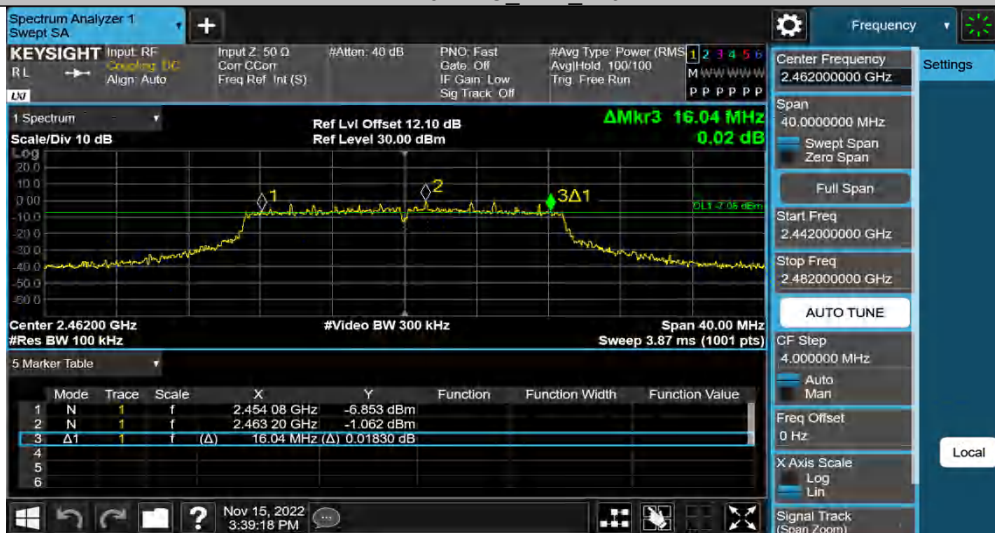 Spectrum Analyzer 1
Swept SA
+
Frequency
KEYSIGHT
Input: RF
Coupling: DC
Align: Auto
RL
LXI
Input Z: 50 Ω
Corr CCorr
Freq Ref: Int (S)
#Atten: 40 dB
PNO: Fast
Gate: Off
IF Gain: Low
Sig Track: Off
#Avg Type: Power (RMS
Avg|Hold: 100/100
Trig: Free Run
1 2 3 4 5 6
M W W W W W
P P P P P P
1 Spectrum
Scale/Div 10 dB
Ref Lvl Offset 12.10 dB
Ref Level 30.00 dBm
ΔMkr3 16.04 MHz
0.02 dB
Log
20.0
10.0
0.00
-10.0
-20.0
-30.0
-40.0
-50.0
-60.0
1
2
3Δ1
DL1 -7.06 dBm
Center 2.46200 GHz
#Res BW 100 kHz
#Video BW 300 kHz
Span 40.00 MHz
Sweep 3.87 ms (1001 pts)
5 Marker Table
Mode Trace Scale X Y Function Function Width Function Value
1 N 1 f 2.454 08 GHz -6.853 dBm
2 N 1 f 2.463 20 GHz -1.062 dBm
3 Δ1 1 f (Δ) 16.04 MHz (Δ) 0.01830 dB
4
5
6
?
Nov 15, 2022
3:39:18 PM
Center Frequency
2.462000000 GHz
Span
40.0000000 MHz
Swept Span
Zero Span
Full Span
Start Freq
2.442000000 GHz
Stop Freq
2.482000000 GHz
AUTO TUNE
CF Step
4.000000 MHz
Auto
Man
Freq Offset
0 Hz
X Axis Scale
Log
Lin
Signal Track
(Span Zoom)
Settings
Local